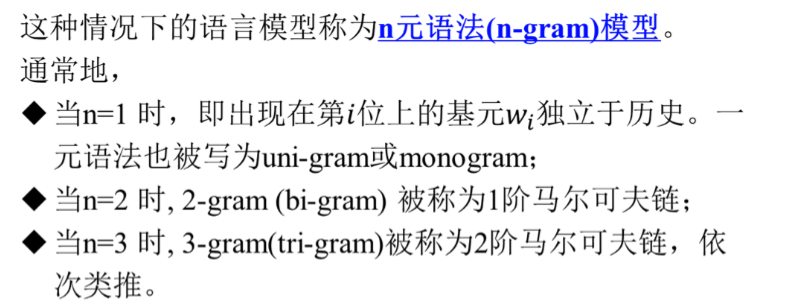 这种情况下的语言模型称为n元语法(n-gram)模型。
通常地，
◆ 当n=1 时，即出现在第i位上的基元wᵢ独立于历史。一
元语法也被写为uni-gram或monogram；
◆ 当n=2 时, 2-gram (bi-gram) 被称为1阶马尔可夫链；
◆ 当n=3 时, 3-gram(tri-gram)被称为2阶马尔可夫链，依
次类推。